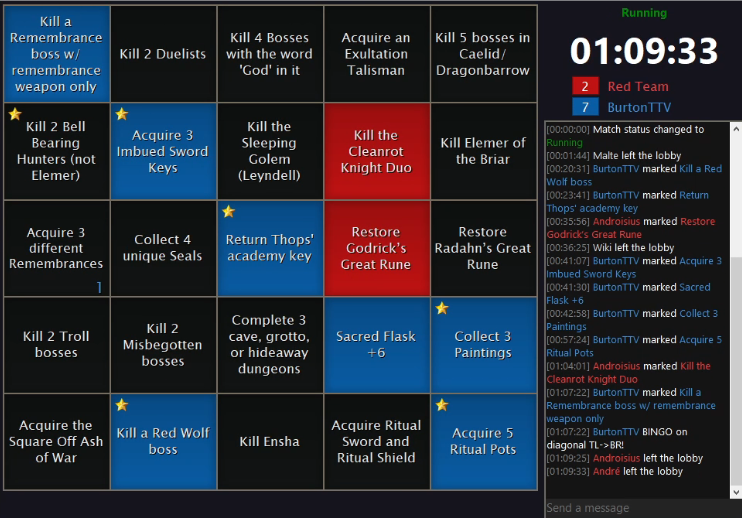 Kill a
Remembrance
boss w/
remembrance
weapon only
Kill 2 Duelists
Kill 4 Bosses
with the word
'God' in it
Acquire an
Exultation
Talisman
Kill 5 bosses in
Caelid/
Dragonbarrow
Kill 2 Bell
Bearing
Hunters (not
Elemer)
Acquire 3
Imbued Sword
Keys
Kill the
Sleeping
Golem
(Leyndell)
Kill the
Cleanrot
Knight Duo
Kill Elemer of
the Briar
Acquire 3
different
Remembrances
1
Collect 4
unique Seals
Return Thops'
academy key
Restore
Godrick's
Great Rune
Restore
Radahn's Great
Rune
Kill 2 Troll
bosses
Kill 2
Misbegotten
bosses
Complete 3
cave, grotto,
or hideaway
dungeons
Sacred Flask
+6
Collect 3
Paintings
Acquire the
Square Off Ash
of War
Kill a Red Wolf
boss
Kill Ensha
Acquire Ritual
Sword and
Ritual Shield
Acquire 5
Ritual Pots
Running
01:09:33
2 Red Team
7 BurtonTTV
[00:00:00] Match status changed to
Running
[00:01:44] Malte left the lobby
[00:20:31] BurtonTTV marked Kill a Red
Wolf boss
[00:23:41] BurtonTTV marked Return
Thops' academy key
[00:35:56] Androisius marked Restore
Godrick's Great Rune
[00:36:25] Wiki left the lobby
[00:41:07] BurtonTTV marked Acquire 3
Imbued Sword Keys
[00:41:30] BurtonTTV marked Sacred
Flask +6
[00:42:58] BurtonTTV marked Collect 3
Paintings
[00:57:24] BurtonTTV marked Acquire 5
Ritual Pots
[01:04:01] Androisius marked Kill the
Cleanrot Knight Duo
[01:07:22] BurtonTTV marked Kill a
Remembrance boss w/ remembrance
weapon only
[01:07:22] BurtonTTV BINGO on
diagonal TL->BR!
[01:09:25] Androisius left the lobby
[01:09:33] André left the lobby
Send a message